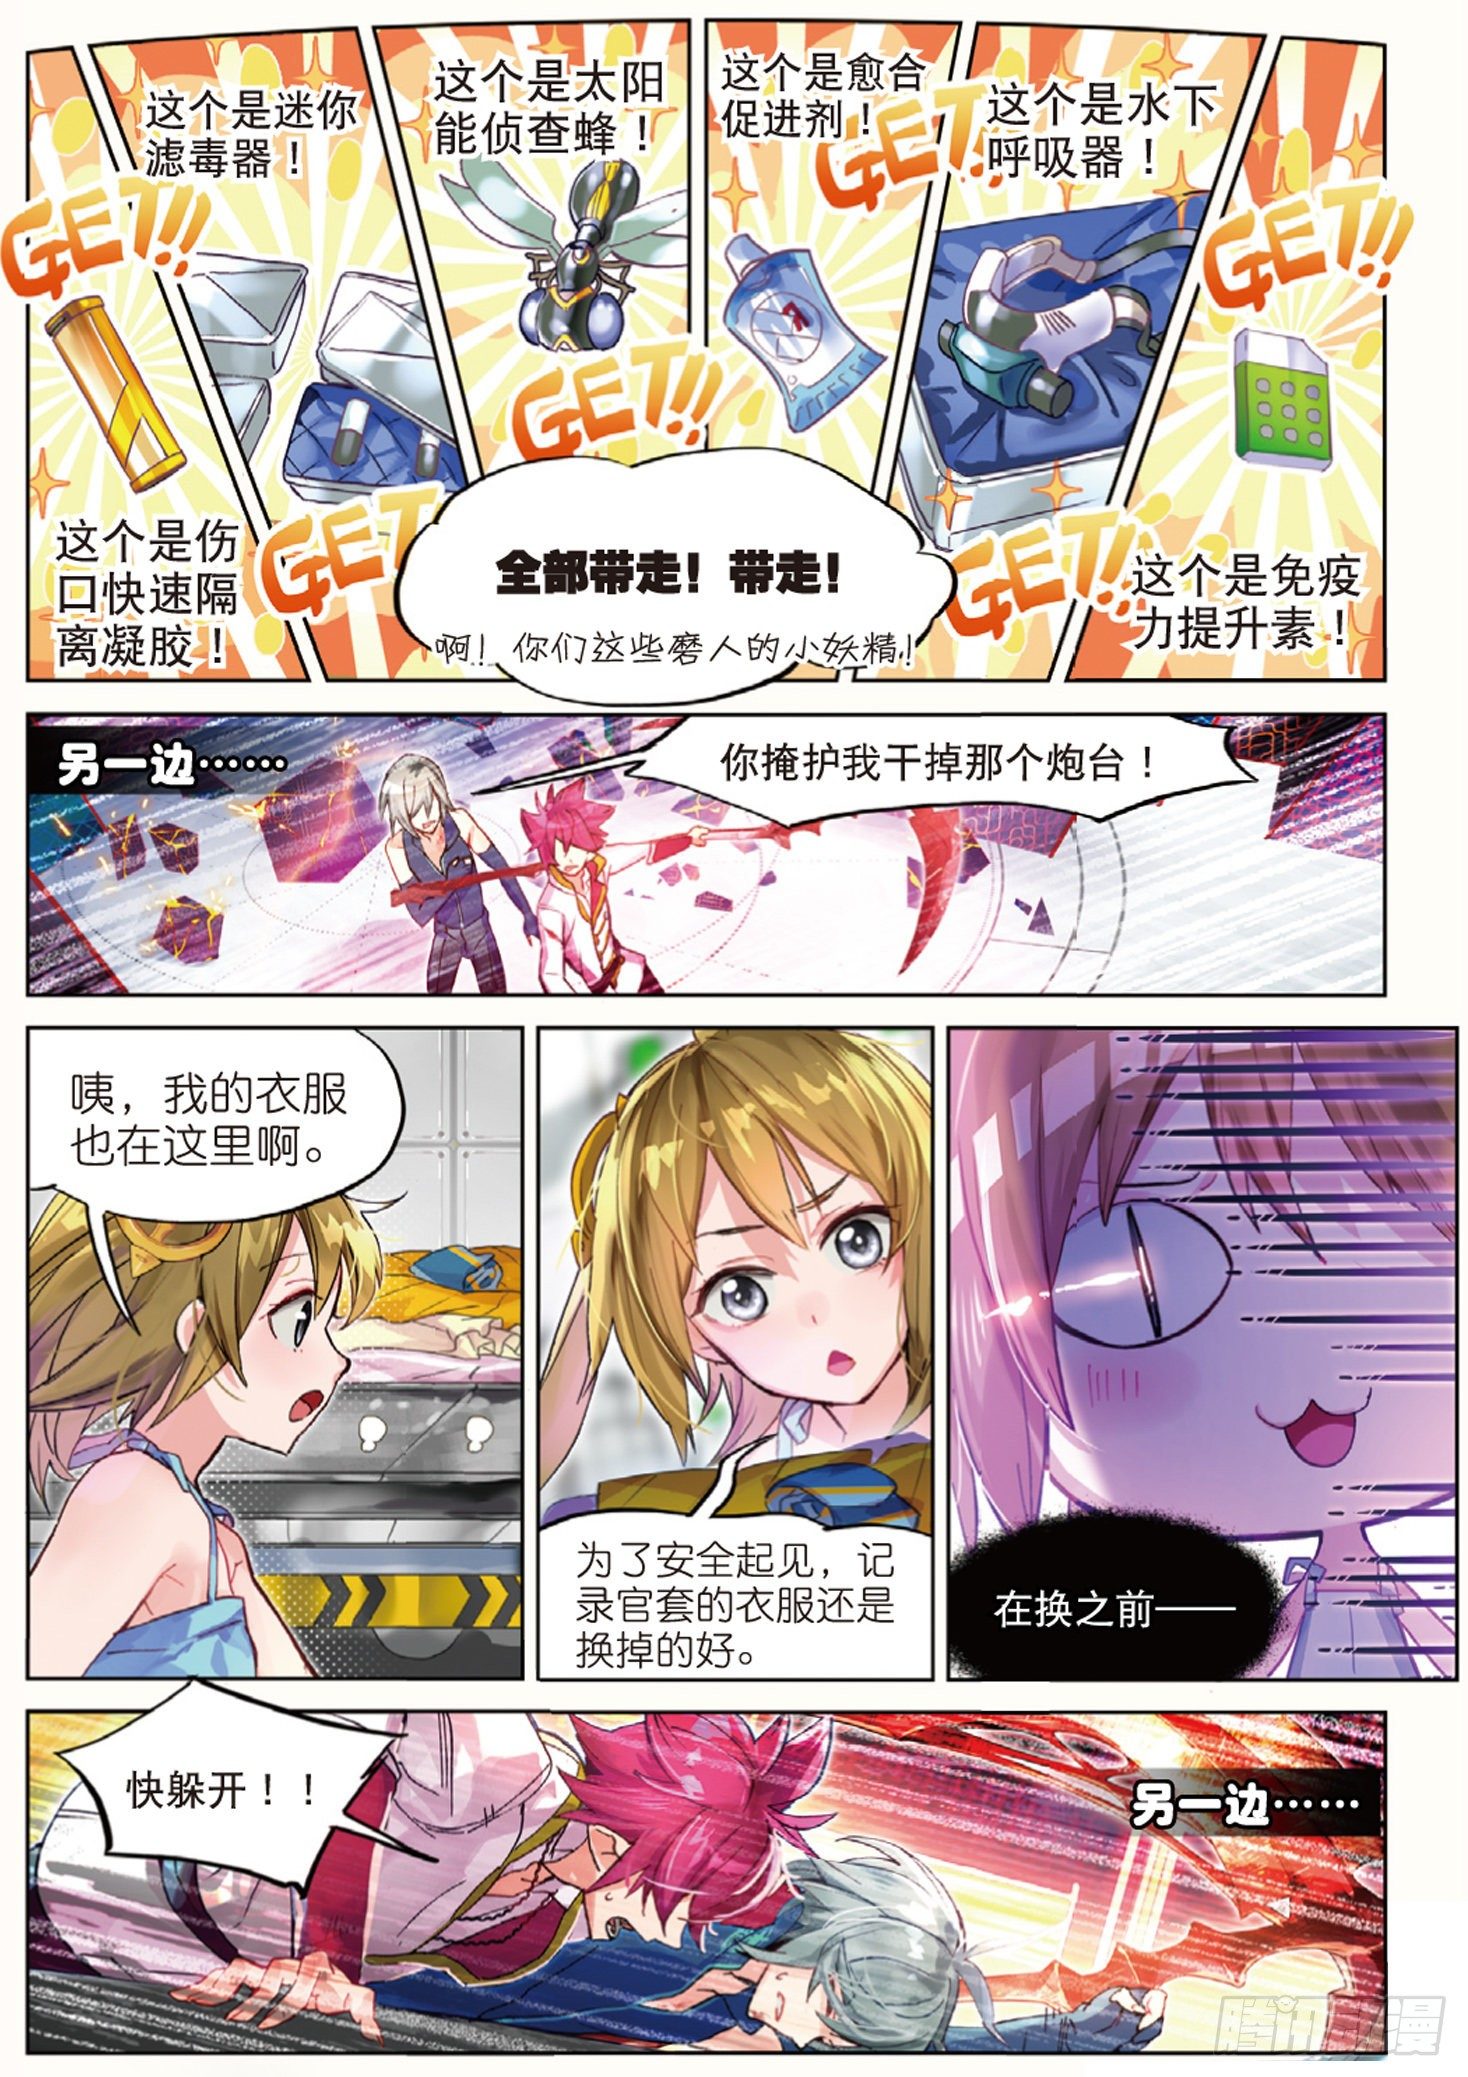 这个是伤
口快速隔
离凝胶！
GET!!
这个是迷你
滤毒器！
GET
这个是太阳
能侦查蜂！
GET!!
这个是愈合
促进剂！
GET!!
这个是水下
呼吸器！
GET!!
这个是免疫
力提升素！
GET!!
全部带走！带走！
啊！你们这些磨人的小妖精！
另一边……
你掩护我干掉那个炮台！
咦，我的衣服
也在这里啊。
为了安全起见，记
录官套的衣服还是
换掉的好。
在换之前——
快躲开！！
另一边……
腾讯动漫